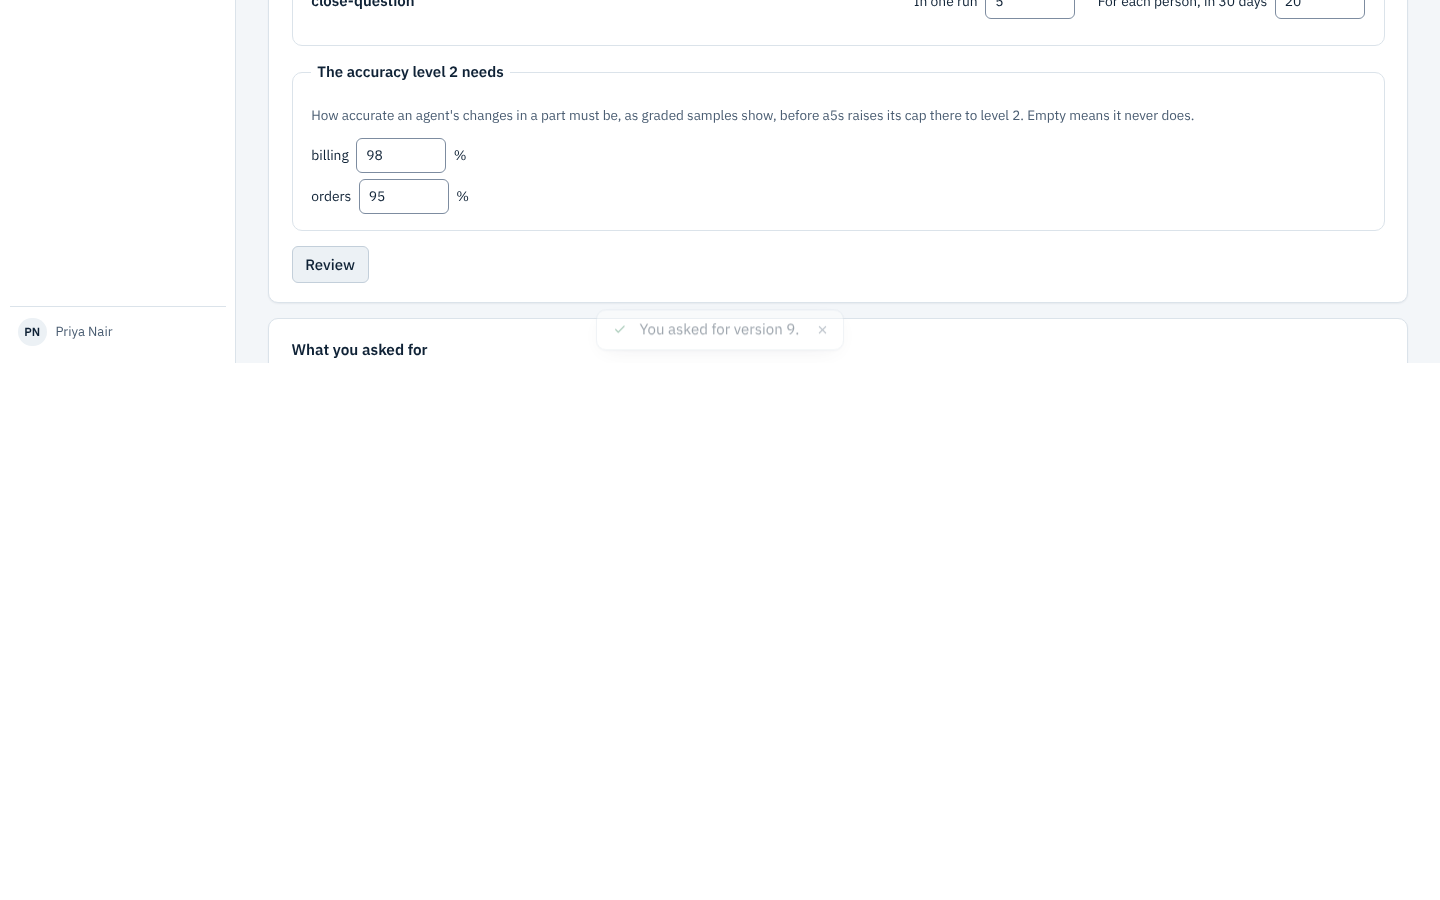 close-question
In one run 5
For each person, in 30 days 20
The accuracy level 2 needs
How accurate an agent's changes in a part must be, as graded samples show, before a5s raises its cap there to level 2. Empty means it never does.
billing 98 %
orders 95 %
Review
PN Priya Nair
You asked for version 9.
What you asked for